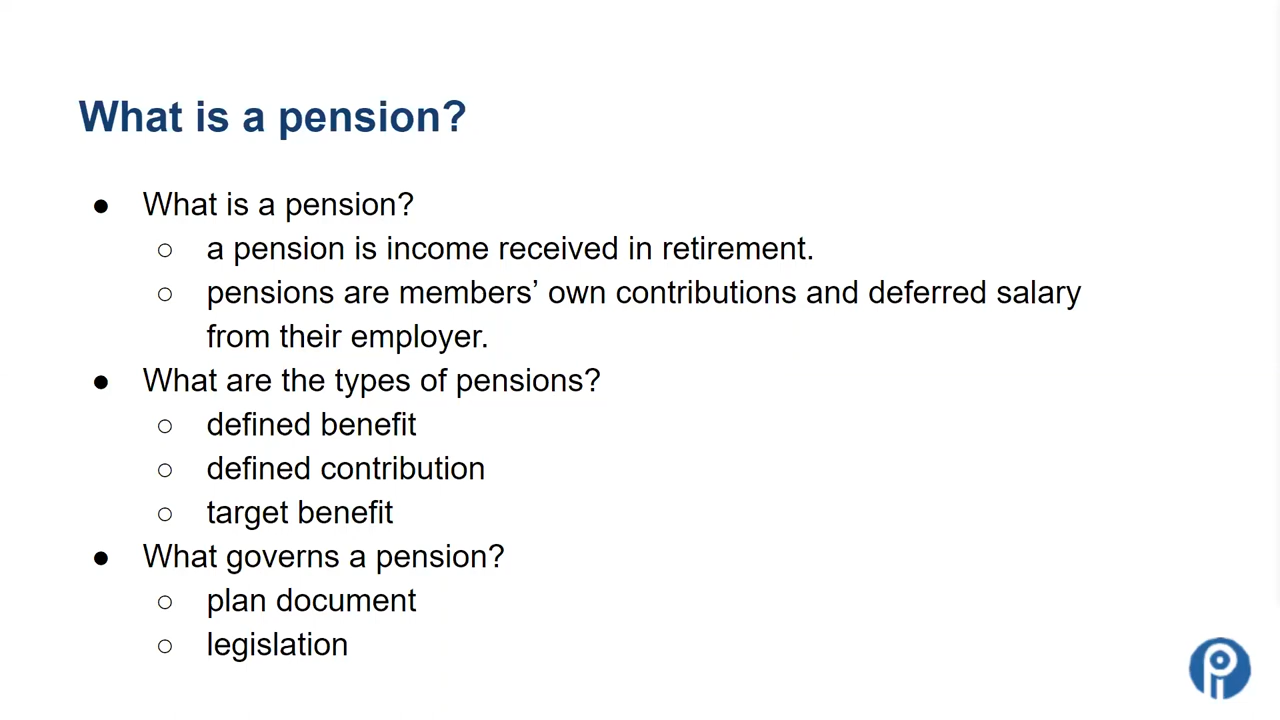 What is a pension?
● What is a pension?
○ a pension is income received in retirement.
○ pensions are members’ own contributions and deferred salary
from their employer.
● What are the types of pensions?
○ defined benefit
○ defined contribution
○ target benefit
● What governs a pension?
○ plan document
○ legislation